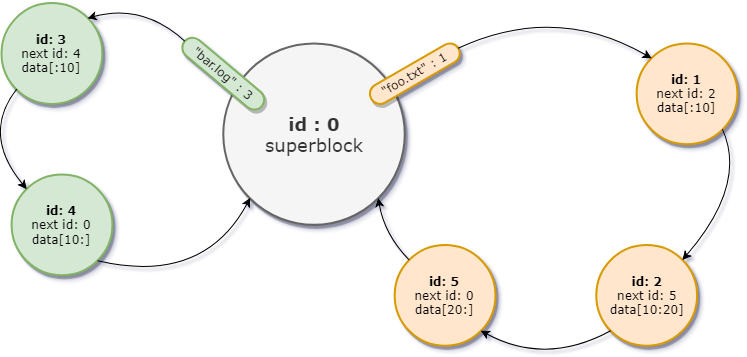 id: 3
next id: 4
data[:10]
"bar.log" : 3
id : 0
superblock
"foo.txt" : 1
id: 1
next id: 2
data[:10]
id: 4
next id: 0
data[10:]
id: 5
next id: 0
data[20:]
id: 2
next id: 5
data[10:20]